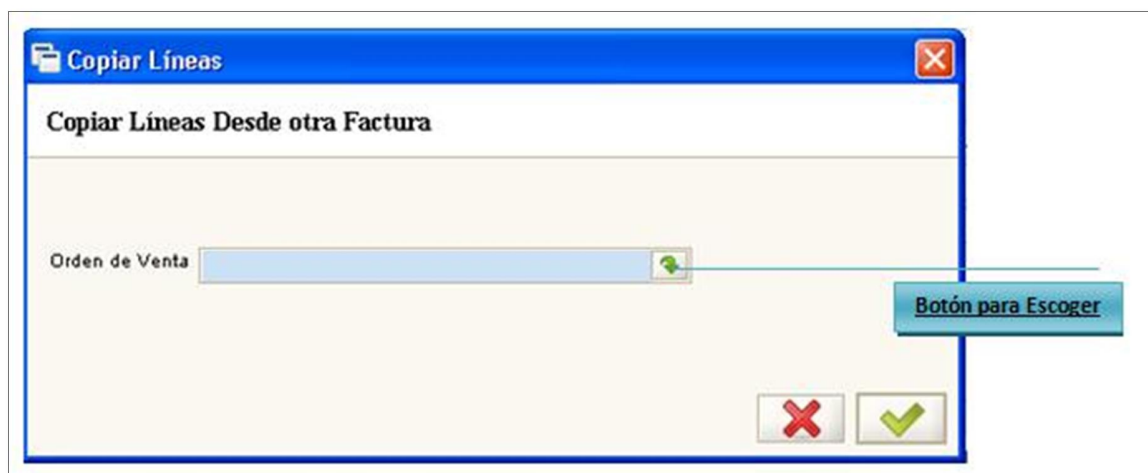 Copiar Líneas
Copiar Líneas Desde otra Factura
Orden de Venta
Botón para Escoger